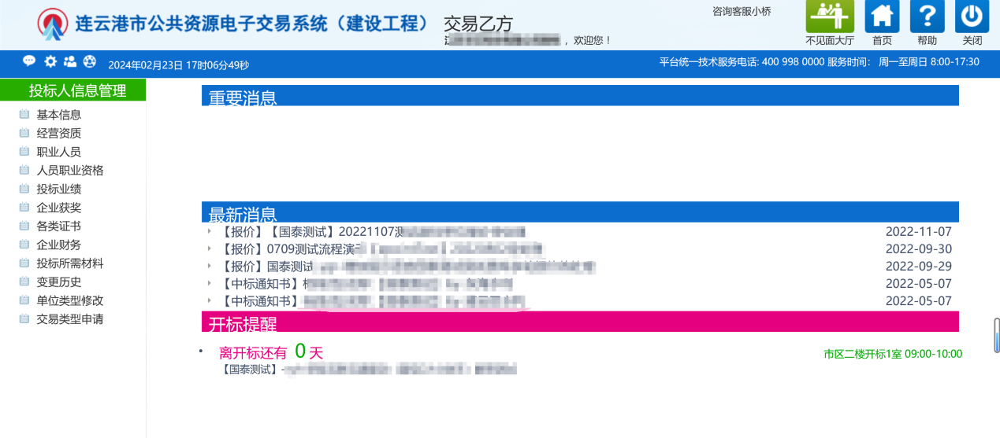 连云港市公共资源电子交易系统（建设工程）
交易乙方
，欢迎您！
咨询客服小桥
不见面大厅 首页 帮助 关闭
2024年02月23日 17时06分49秒
平台统一技术服务电话: 400 998 0000 服务时间： 周一至周日 8:00-17:30
投标人信息管理
基本信息
经营资质
职业人员
人员职业资格
投标业绩
企业获奖
各类证书
企业财务
投标所需材料
变更历史
单位类型修改
交易类型申请
重要消息
最新消息
【报价】【国泰测试】20221107测 2022-11-07
【报价】0709测试流程演 2022-09-30
【报价】国泰测试 2022-09-29
【中标通知书】 2022-05-07
【中标通知书】 2022-05-07
开标提醒
离开标还有 0 天
市区二楼开标1室 09:00-10:00
【国泰测试】-